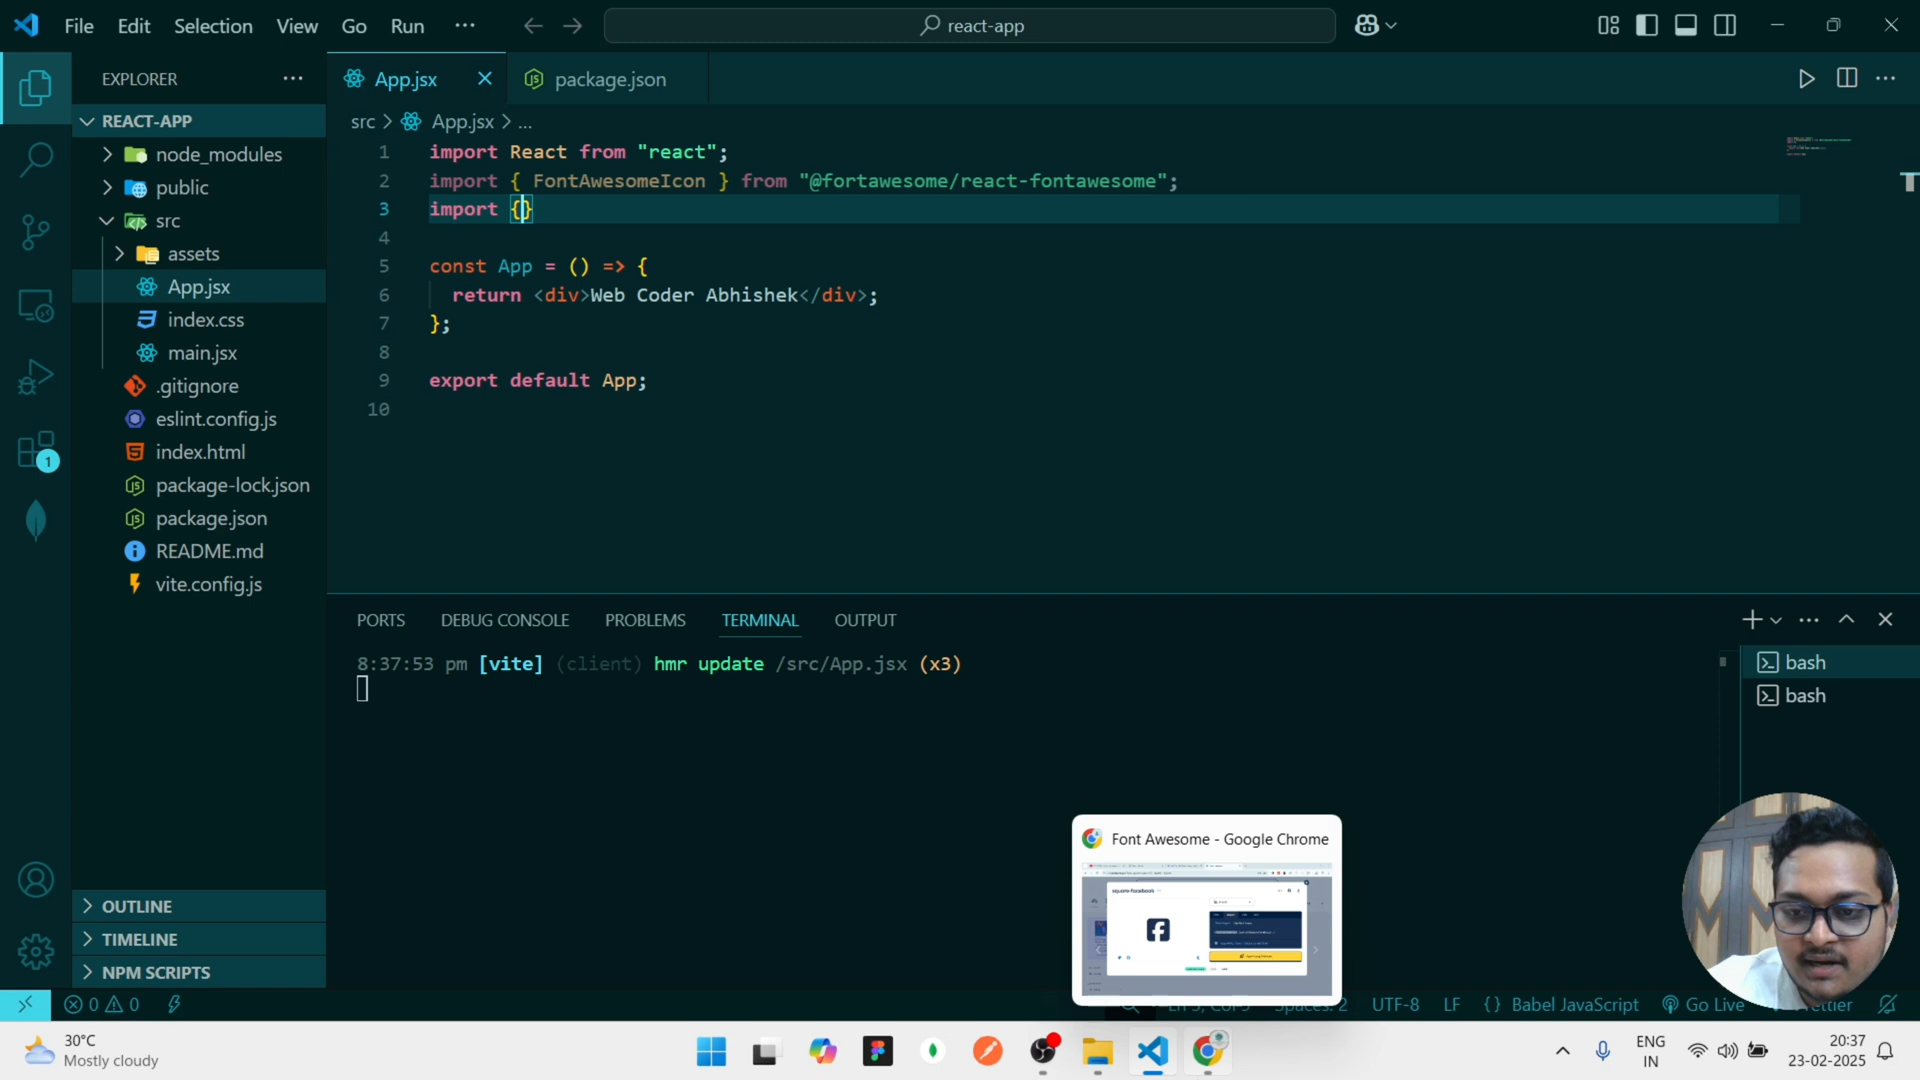 File Edit Selection View Go Run ...
react-app
EXPLORER
App.jsx
package.json
REACT-APP
node_modules
public
src
assets
App.jsx
index.css
main.jsx
.gitignore
eslint.config.js
index.html
package-lock.json
package.json
README.md
vite.config.js
OUTLINE
TIMELINE
NPM SCRIPTS
src > App.jsx > ...
1 import React from "react";
2 import { FontAwesomeIcon } from "@fortawesome/react-fontawesome";
3 import {}
4
5 const App = () => {
6 return <div>Web Coder Abhishek</div>;
7 };
8
9 export default App;
10
PORTS DEBUG CONSOLE PROBLEMS TERMINAL OUTPUT
8:37:53 pm [vite] (client) hmr update /src/App.jsx (x3)
bash
bash
Font Awesome - Google Chrome
square-facebook
1
0 0
Spaces: 2 UTF-8 LF {} Babel JavaScript Go Live
30°C
Mostly cloudy
ENG
IN
20:37
23-02-2025